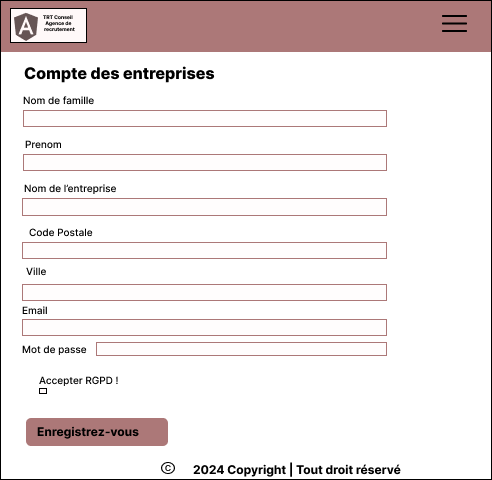 TRT Conseil
Agence de
recrutement
Compte des entreprises
Nom de famille
Prenom
Nom de l’entreprise
Code Postale
Ville
Email
Mot de passe
Accepter RGPD !
Enregistrez-vous
© 2024 Copyright | Tout droit réservé